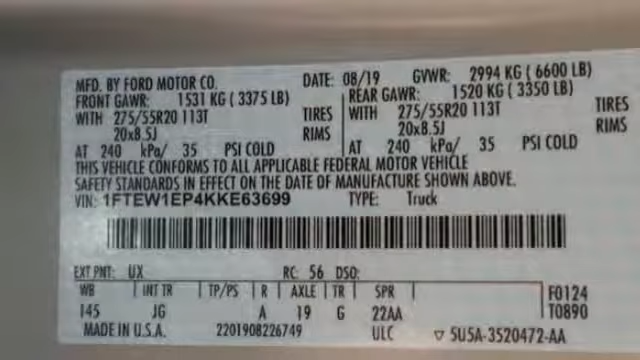 MFD. BY FORD MOTOR CO. DATE: 08/19 GVWR: 2994 KG ( 6600 LB)
FRONT GAWR: 1531 KG ( 3375 LB) REAR GAWR: 1520 KG ( 3350 LB)
WITH 275/55R20 113T TIRES WITH 275/55R20 113T TIRES
20x8.5J RIMS 20x8.5J RIMS
AT 240 kPa/ 35 PSI COLD AT 240 kPa/ 35 PSI COLD
THIS VEHICLE CONFORMS TO ALL APPLICABLE FEDERAL MOTOR VEHICLE
SAFETY STANDARDS IN EFFECT ON THE DATE OF MANUFACTURE SHOWN ABOVE.
VIN: 1FTEW1EP4KKE63699 TYPE: Truck
EXT PNT: UX RC: 56 DSO:
WB INT TR TP/PS R AXLE TR SPR F0124
145 JG A 19 G 22AA T0890
MADE IN U.S.A. 2201908226749 ULC ▽ 5U5A-3520472-AA